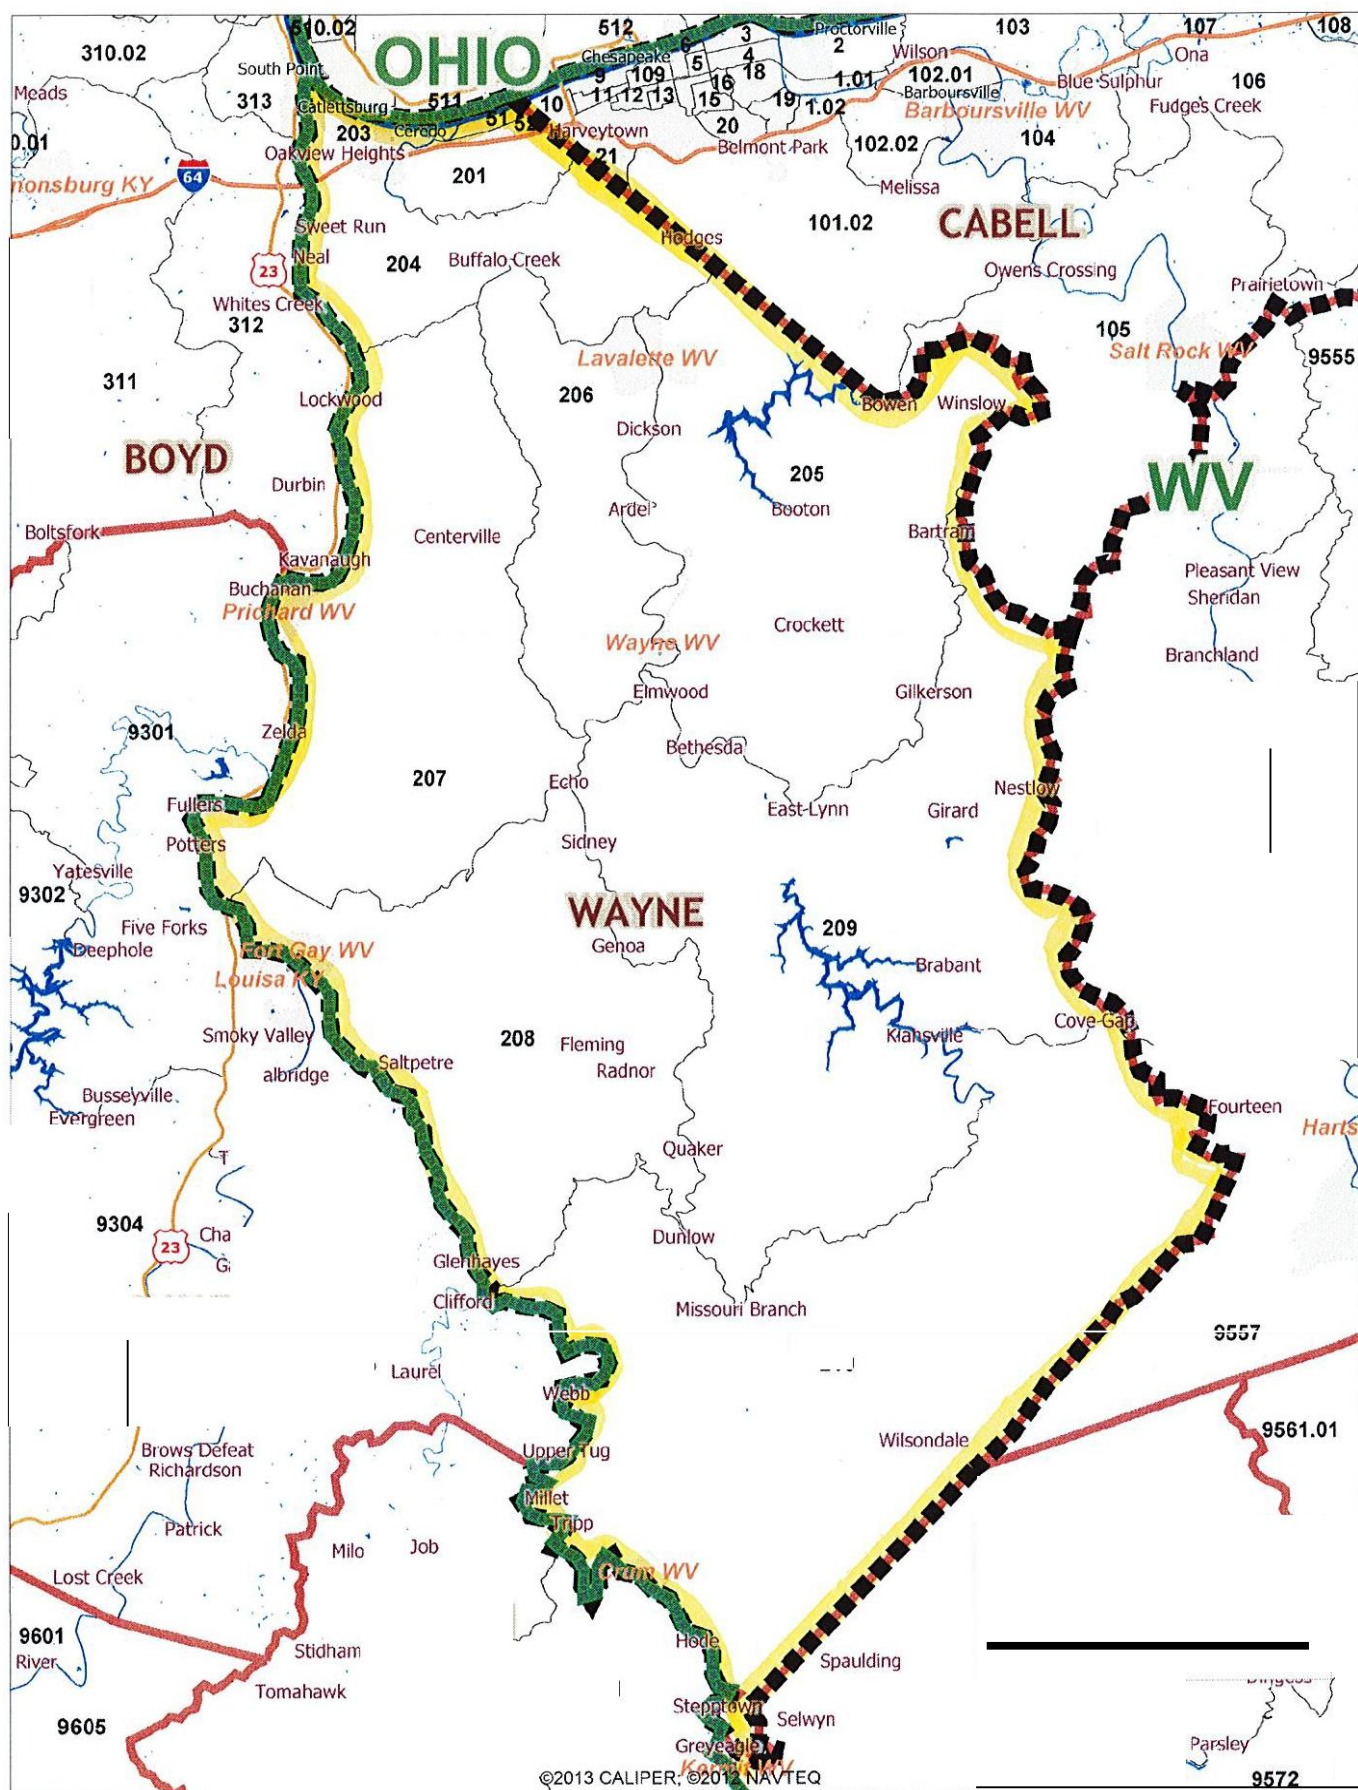 510.02
512
3
Proctorville
103
107
108
310.02
OHIO
Chesapeake
6
2
Wilson
Ona
South Point
5
4
18
9
109
16
1.01
102.01
Blue Sulphur
106
Meads
313
Catlettsburg
511
10
11
12
13
15
19
1.02
Barboursville
Barboursville WV
Fudges Creek
0.01
203
Ceredo
51
52
Harveytown
20
104
Oakview Heights
21
Belmont Park
102.02
nonsburg KY
64
201
Melissa
Sweet Run
101.02
CABELL
Hodges
Neal
204
Buffalo Creek
23
Owens Crossing
Prairietown
Whites Creek
312
105
Salt Rock WV
9555
Lavalette WV
311
206
Lockwood
Bowen
Winslow
Dickson
BOYD
205
WV
Durbin
Ardel
Booton
Boltsfork
Centerville
Bartram
Kavanaugh
Pleasant View
Buchanan
Sheridan
Prichard WV
Crockett
Wayne WV
Branchland
Elmwood
Gilkerson
9301
Zelda
Bethesda
207
Echo
Nestlow
Fullers
East-Lynn
Girard
Potters
Sidney
Yatesville
9302
WAYNE
Five Forks
209
Deephole
Fort Gay WV
Genoa
Brabant
Louisa KY
Cove-Gap
Smoky Valley
208
Fleming
Kiahsville
Saltpetre
Radnor
albridge
Busseyville
Fourteen
Evergreen
Harts
Quaker
T
9304
Cha
Dunlow
23
Ga
Glenhayes
Clifford
Missouri Branch
9557
Laurel
Webb
9561.01
Brows Defeat
Upper Tug
Wilsondale
Richardson
Millet
Patrick
Tripp
Milo
Job
Crum WV
Lost Creek
9601
River
Stidham
Hode
Spaulding
Dingess
Tomahawk
Stepptown
9605
Selwyn
Greyeagle
Parsley
Kermit WV
©2013 CALIPER; ©2012 NAVTEQ
9572